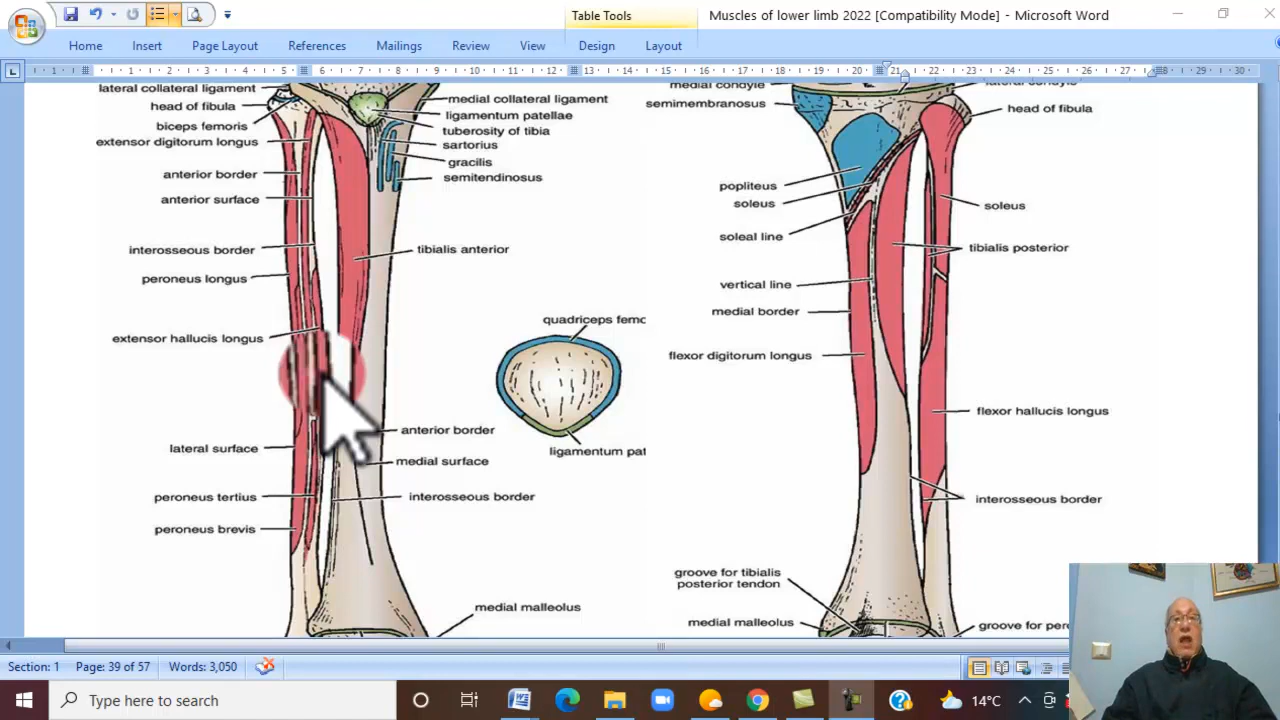 Table Tools
Muscles of lower limb 2022 [Compatibility Mode] - Microsoft Word
Home Insert Page Layout References Mailings Review View Design Layout
lateral collateral ligament
head of fibula
biceps femoris
extensor digitorum longus
anterior border
anterior surface
interosseous border
peroneus longus
extensor hallucis longus
lateral surface
peroneus tertius
peroneus brevis
medial collateral ligament
ligamentum patellae
tuberosity of tibia
sartorius
gracilis
semitendinosus
tibialis anterior
anterior border
medial surface
interosseous border
medial malleolus
quadriceps femo
ligamentum pat
medial condyle
semimembranosus
popliteus
soleus
soleal line
vertical line
medial border
flexor digitorum longus
groove for tibialis
posterior tendon
medial malleolus
lateral condyle
head of fibula
soleus
tibialis posterior
flexor hallucis longus
interosseous border
groove for per
Section: 1 Page: 39 of 57 Words: 3,050
Type here to search
14°C